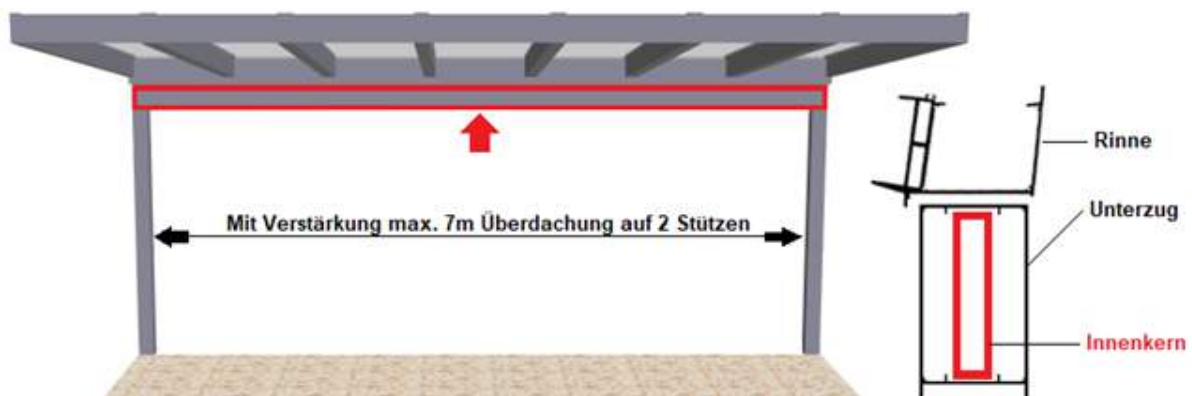 Mit Verstärkung max. 7m Überdachung auf 2 Stützen
Rinne
Unterzug
Innenkern